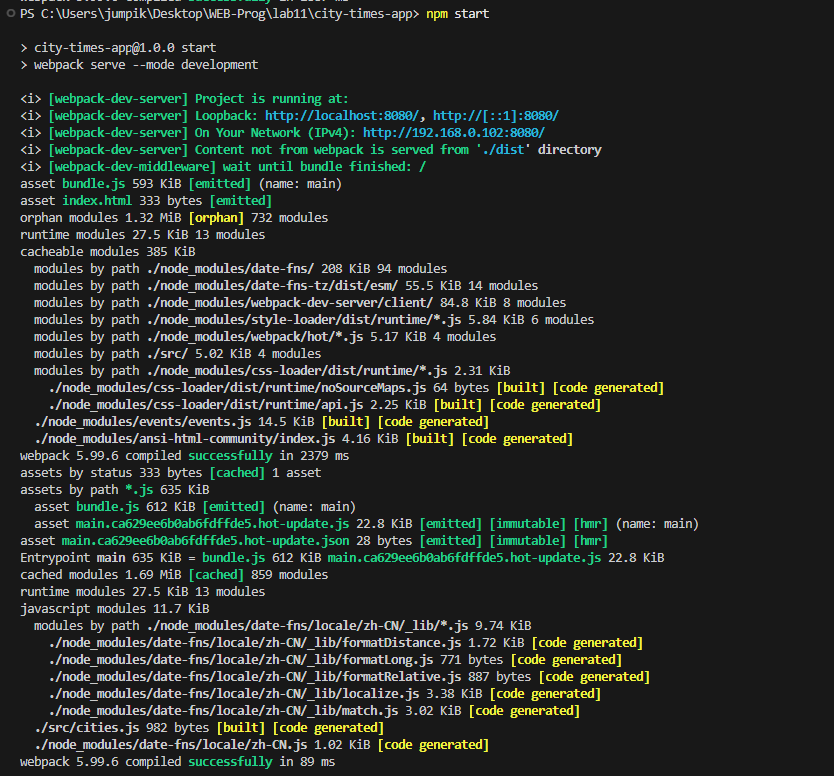 PS C:\Users\jumpik\Desktop\WEB-Prog\lab11\city-times-app> npm start
> city-times-app@1.0.0 start
> webpack serve --mode development
<i> [webpack-dev-server] Project is running at:
<i> [webpack-dev-server] Loopback: http://localhost:8080/, http://[::1]:8080/
<i> [webpack-dev-server] On Your Network (IPv4): http://192.168.0.102:8080/
<i> [webpack-dev-server] Content not from webpack is served from './dist' directory
<i> [webpack-dev-middleware] wait until bundle finished: /
asset bundle.js 593 KiB [emitted] (name: main)
asset index.html 333 bytes [emitted]
orphan modules 1.32 MiB [orphan] 732 modules
runtime modules 27.5 KiB 13 modules
cacheable modules 385 KiB
modules by path ./node_modules/date-fns/ 208 KiB 94 modules
modules by path ./node_modules/date-fns-tz/dist/esm/ 55.5 KiB 14 modules
modules by path ./node_modules/webpack-dev-server/client/ 84.8 KiB 8 modules
modules by path ./node_modules/style-loader/dist/runtime/*.js 5.84 KiB 6 modules
modules by path ./node_modules/webpack/hot/*.js 5.17 KiB 4 modules
modules by path ./src/ 5.02 KiB 4 modules
modules by path ./node_modules/css-loader/dist/runtime/*.js 2.31 KiB
./node_modules/css-loader/dist/runtime/noSourceMaps.js 64 bytes [built] [code generated]
./node_modules/css-loader/dist/runtime/api.js 2.25 KiB [built] [code generated]
./node_modules/events/events.js 14.5 KiB [built] [code generated]
./node_modules/ansi-html-community/index.js 4.16 KiB [built] [code generated]
webpack 5.99.6 compiled successfully in 2379 ms
assets by status 333 bytes [cached] 1 asset
assets by path *.js 635 KiB
asset bundle.js 612 KiB [emitted] (name: main)
asset main.ca629ee6b0ab6fdffde5.hot-update.js 22.8 KiB [emitted] [immutable] [hmr] (name: main)
asset main.ca629ee6b0ab6fdffde5.hot-update.json 28 bytes [emitted] [immutable] [hmr]
Entrypoint main 635 KiB = bundle.js 612 KiB main.ca629ee6b0ab6fdffde5.hot-update.js 22.8 KiB
cached modules 1.69 MiB [cached] 859 modules
runtime modules 27.5 KiB 13 modules
javascript modules 11.7 KiB
modules by path ./node_modules/date-fns/locale/zh-CN/_lib/*.js 9.74 KiB
./node_modules/date-fns/locale/zh-CN/_lib/formatDistance.js 1.72 KiB [code generated]
./node_modules/date-fns/locale/zh-CN/_lib/formatLong.js 771 bytes [code generated]
./node_modules/date-fns/locale/zh-CN/_lib/formatRelative.js 887 bytes [code generated]
./node_modules/date-fns/locale/zh-CN/_lib/localize.js 3.38 KiB [code generated]
./node_modules/date-fns/locale/zh-CN/_lib/match.js 3.02 KiB [code generated]
./src/cities.js 982 bytes [built] [code generated]
./node_modules/date-fns/locale/zh-CN.js 1.02 KiB [code generated]
webpack 5.99.6 compiled successfully in 89 ms